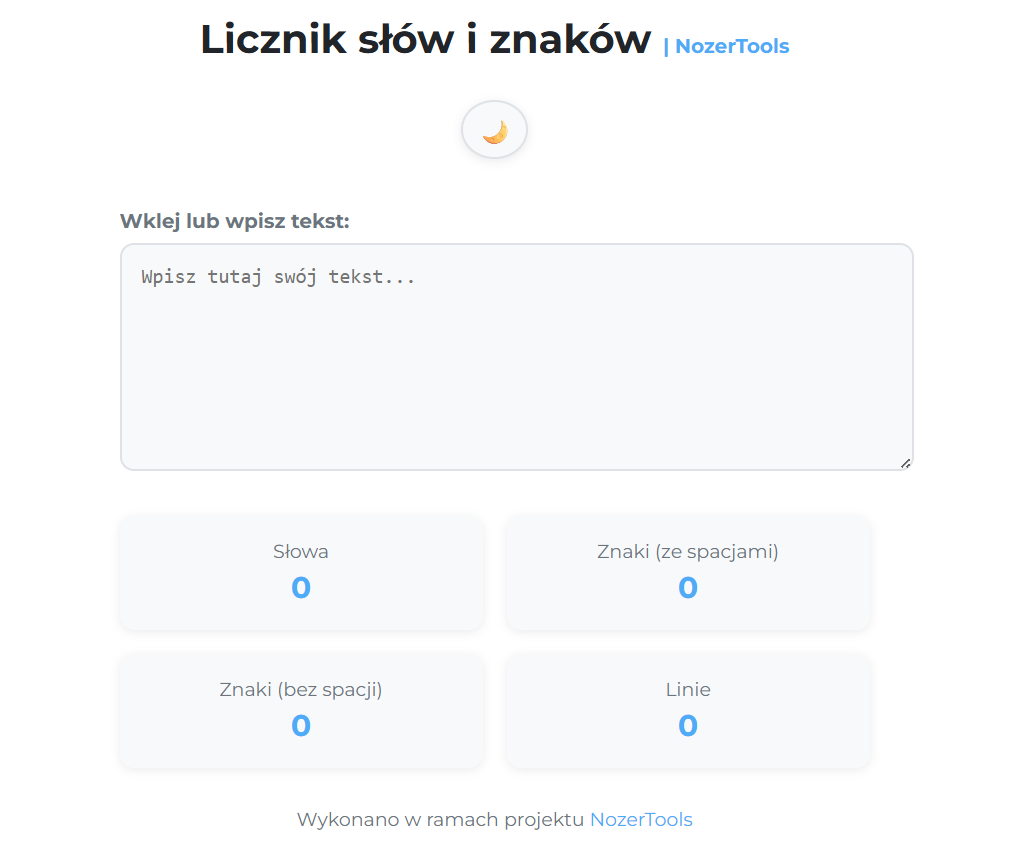 Licznik słów i znaków | NozerTools
Wklej lub wpisz tekst:
Wpisz tutaj swój tekst...
Słowa
0
Znaki (ze spacjami)
0
Znaki (bez spacji)
0
Linie
0
Wykonano w ramach projektu NozerTools